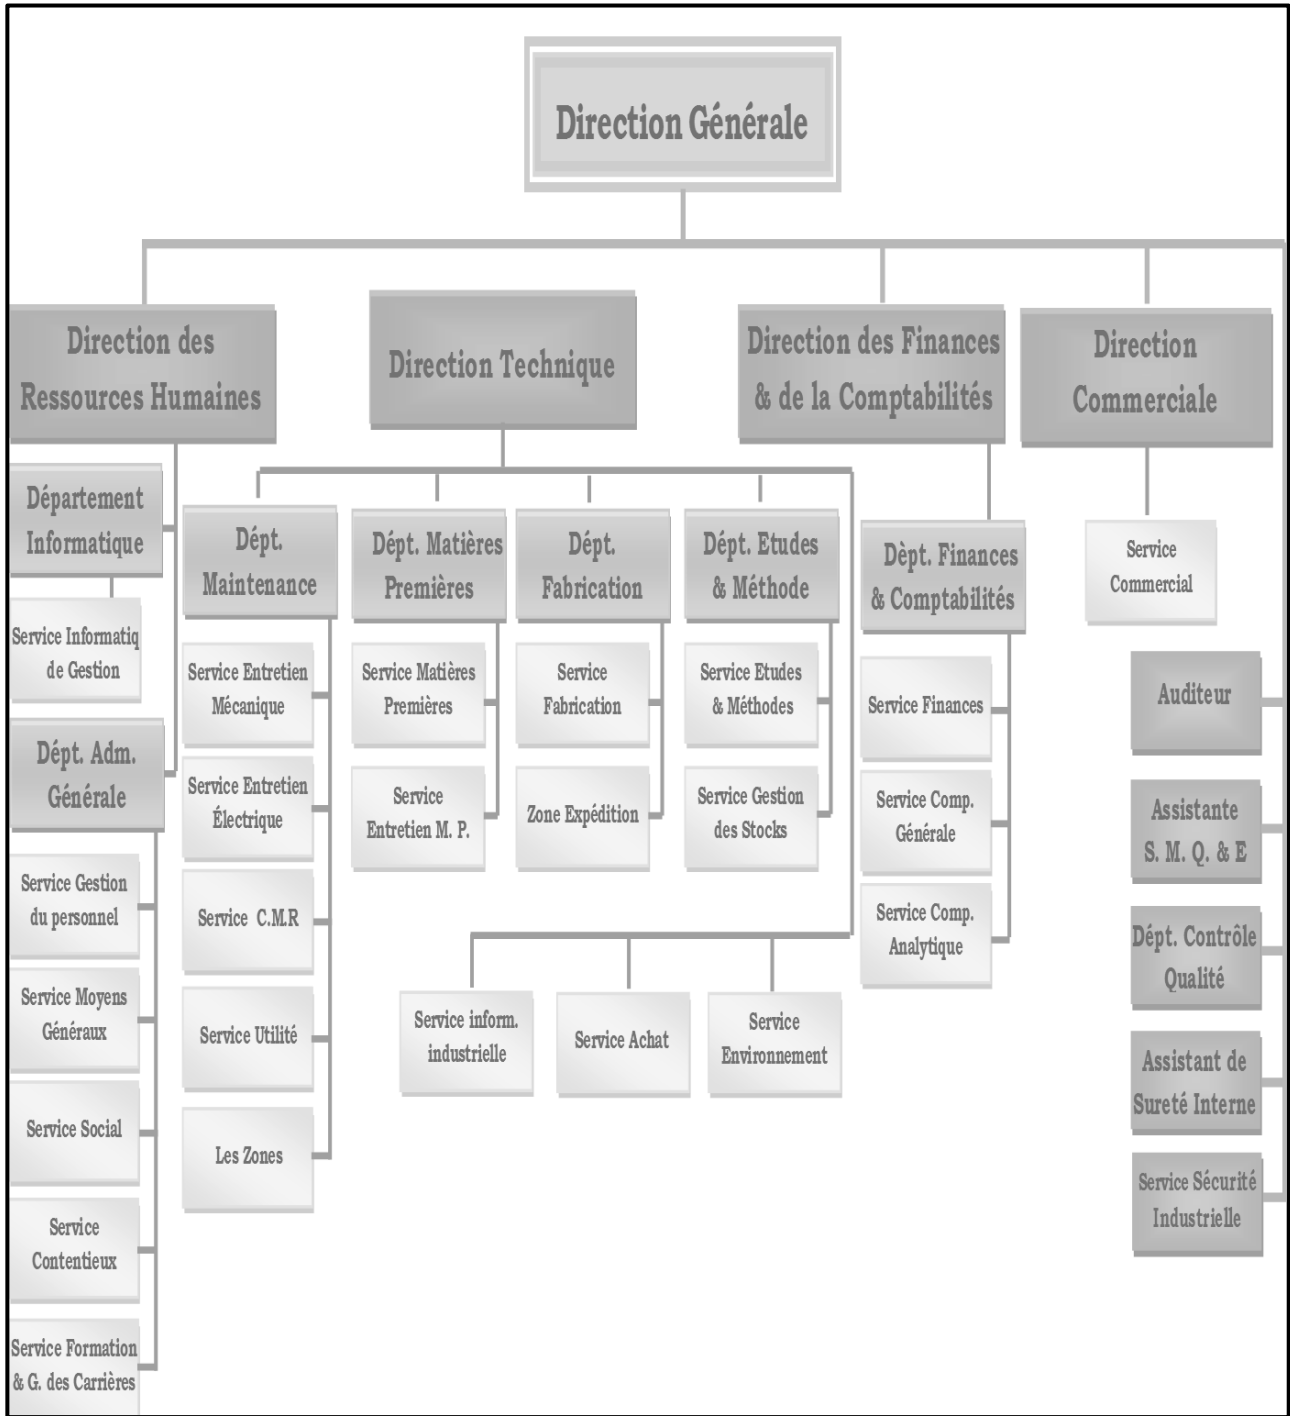 Direction Générale
Direction des
Ressources Humaines
Direction Technique
Direction des Finances
& de la Comptabilités
Direction
Commerciale
Département
Informatique
Service Informatiq
de Gestion
Dépt. Adm.
Générale
Service Gestion
du personnel
Service Moyens
Généraux
Service Social
Service
Contentieux
Service Formation
& G. des Carrières
Dépt.
Maintenance
Service Entretien
Mécanique
Service Entretien
Électrique
Service C.M.R
Service Utilité
Les Zones
Dépt. Matières
Premières
Service Matières
Premières
Service
Entretien M. P.
Dépt.
Fabrication
Service
Fabrication
Zone Expédition
Dépt. Etudes
& Méthode
Service Etudes
& Méthodes
Service Gestion
des Stocks
Service inform.
industrielle
Service Achat
Service
Environnement
Dèpt. Finances
& Comptabilités
Service Finances
Service Comp.
Générale
Service Comp.
Analytique
Service
Commercial
Auditeur
Assistante
S. M. Q. & E
Dépt. Contrôle
Qualité
Assistant de
Sureté Interne
Service Sécurité
Industrielle